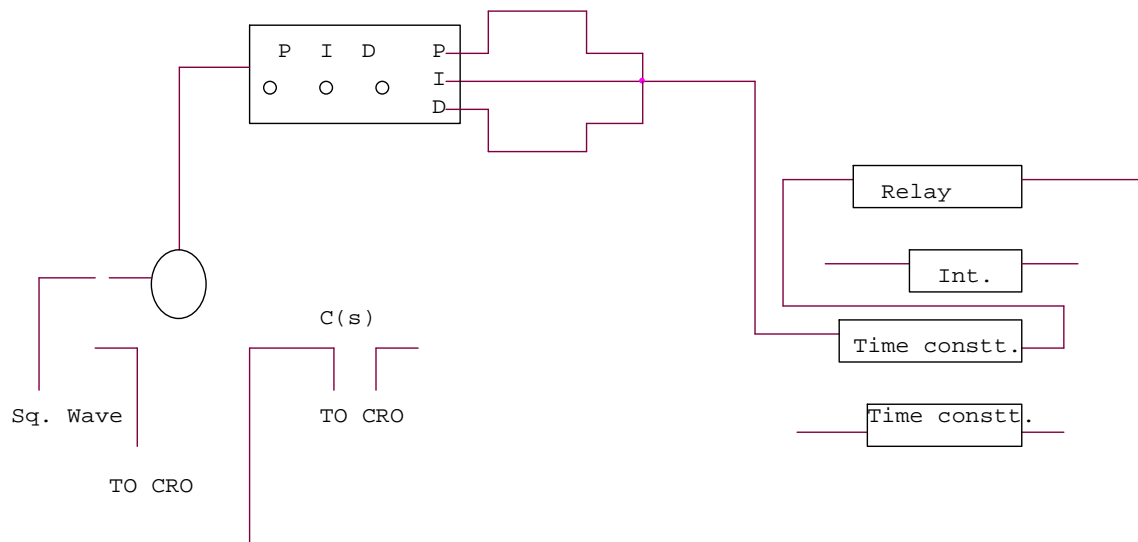 P I D P
I
D
Relay
Int.
C(s)
Time constt.
Sq. Wave TO CRO Time constt.
TO CRO